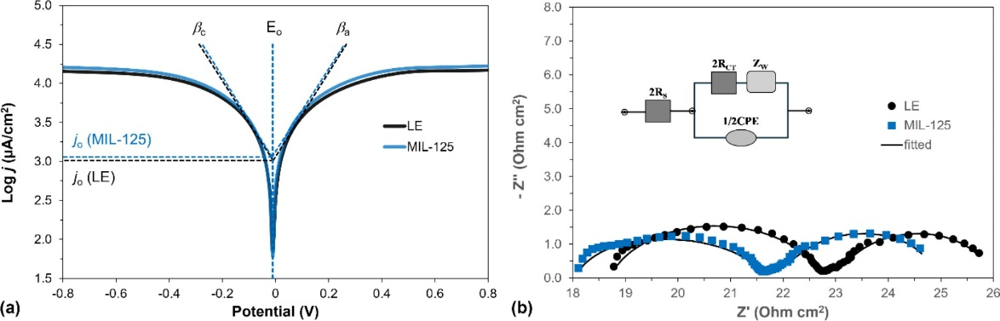 5.0
4.5
4.0
3.5
3.0
2.5
2.0
1.5
Log j (μA/cm²)
βc
Eo
βa
jo (MIL-125)
jo (LE)
LE
MIL-125
-0.8 -0.6 -0.4 -0.2 0 0.2 0.4 0.6 0.8
Potential (V)
(a)
8.0
7.0
6.0
5.0
4.0
3.0
2.0
1.0
0.0
- Z" (Ohm cm²)
2RS
2RCT
ZW
1/2CPE
LE
MIL-125
fitted
18 19 20 21 22 23 24 25 26
Z' (Ohm cm²)
(b)